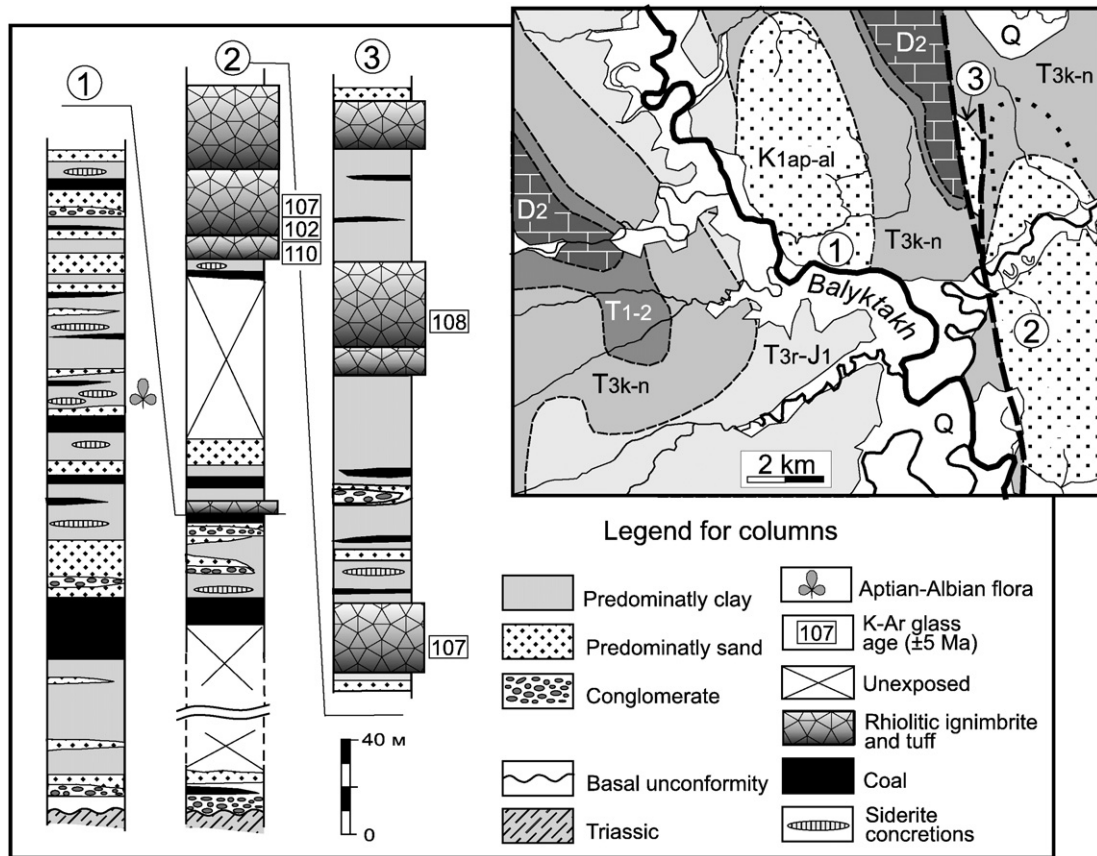 1
2
3
107
102
110
108
107
40 м
0
D2
K1ap-al
Q
T3k-n
3
D2
1
T3k-n
Balyktakh
2
T1-2
T3r-J1
T3k-n
Q
2 km
Legend for columns
Predominatly clay
Predominatly sand
Conglomerate
Basal unconformity
Triassic
Aptian-Albian flora
107
K-Ar glass
age (±5 Ma)
Unexposed
Rhiolitic ignimbrite
and tuff
Coal
Siderite
concretions